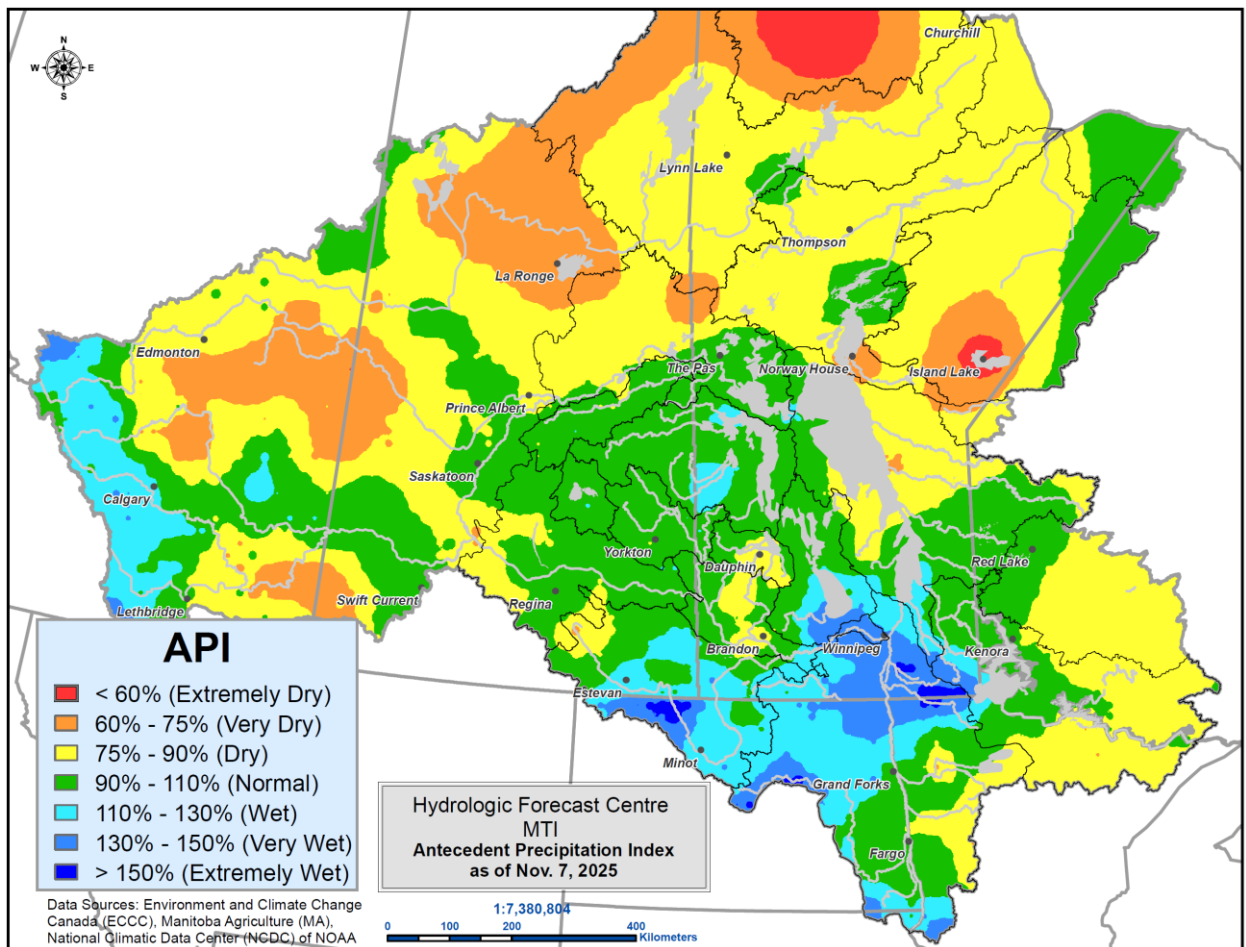 N
W E
S
Churchill
Lynn Lake
Thompson
La Ronge
Edmonton
The Pas
Norway House
Island Lake
Prince Albert
Saskatoon
Calgary
Yorkton
Dauphin
Red Lake
Regina
Swift Current
Lethbridge
Brandon
Winnipeg
Kenora
Estevan
Minot
Grand Forks
Fargo
API
< 60% (Extremely Dry)
60% - 75% (Very Dry)
75% - 90% (Dry)
90% - 110% (Normal)
110% - 130% (Wet)
130% - 150% (Very Wet)
> 150% (Extremely Wet)
Hydrologic Forecast Centre
MTI
Antecedent Precipitation Index
as of Nov. 7, 2025
Data Sources: Environment and Climate Change
Canada (ECCC), Manitoba Agriculture (MA),
National Climatic Data Center (NCDC) of NOAA
1:7,380,804
0 100 200 400
Kilometers